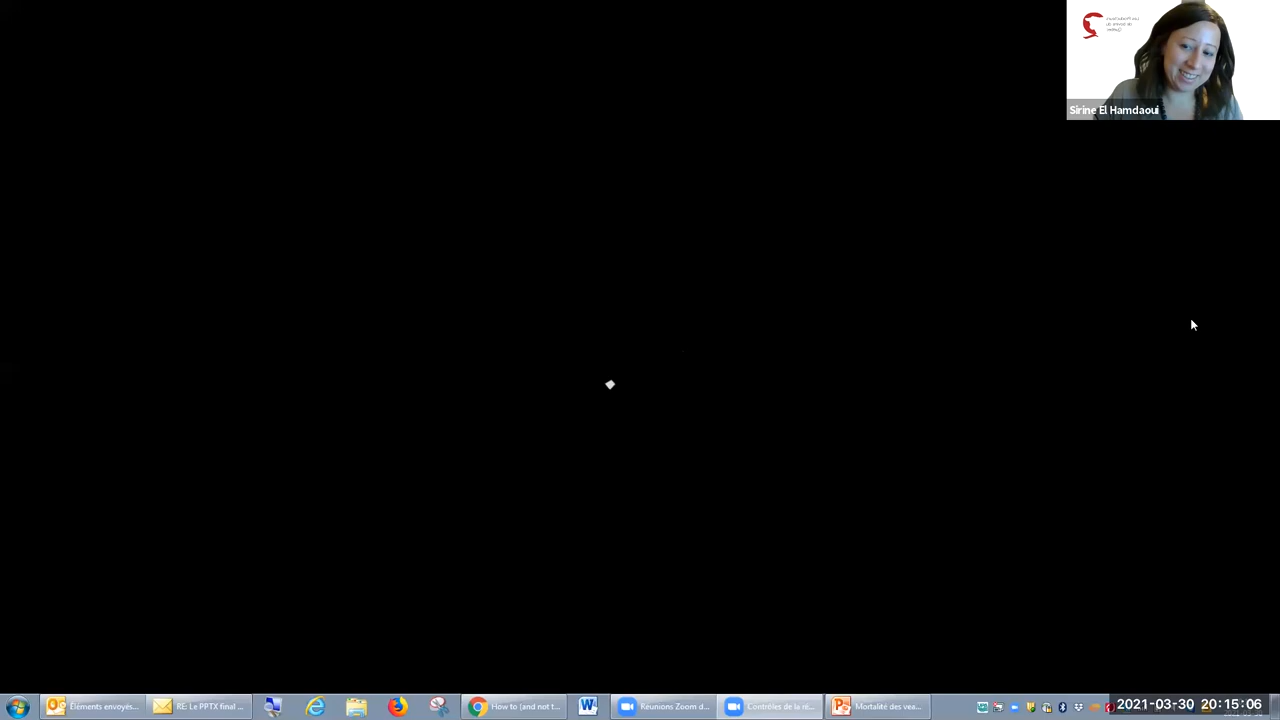 Sirine El Hamdaoui
Éléments envoyés...
RE: Le PPTX final ...
How to (and not t...
Réunions Zoom d...
Contrôles de la ré...
Mortalité des vea...
2021-03-30 20:15:06